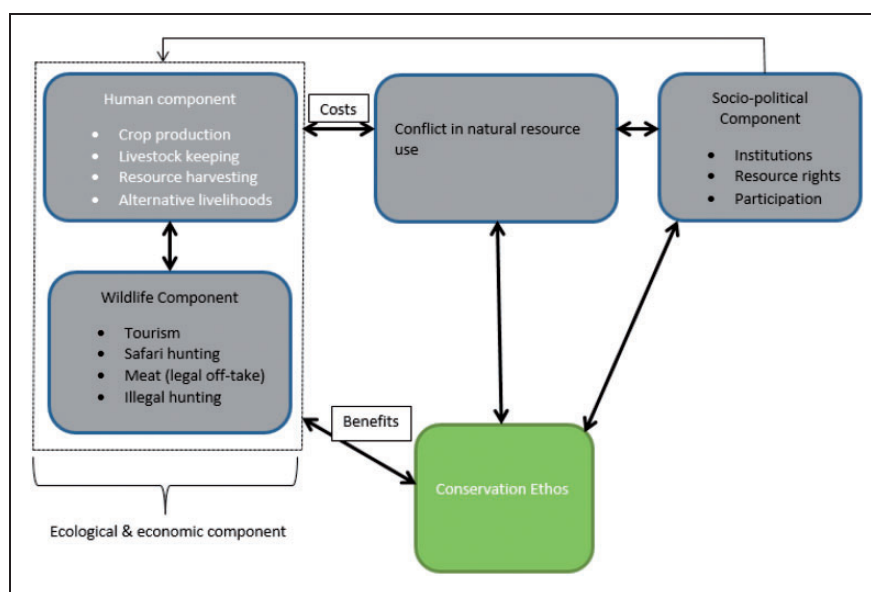 Human component
• Crop production
• Livestock keeping
• Resource harvesting
• Alternative livelihoods
Costs
Conflict in natural resource
use
Socio-political
Component
• Institutions
• Resource rights
• Participation
Wildlife Component
• Tourism
• Safari hunting
• Meat (legal off-take)
• Illegal hunting
Benefits
Conservation Ethos
Ecological & economic component